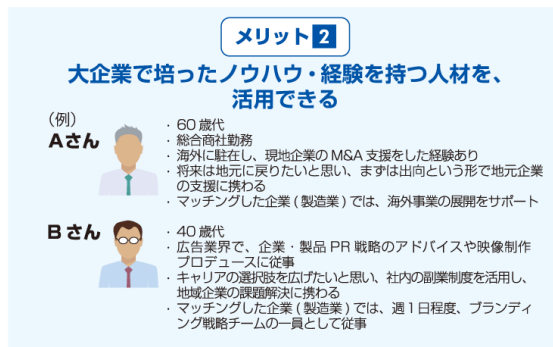 メリット2
大企業で培ったノウハウ・経験を持つ人材を、
活用できる
(例)
Aさん
・60歳代
・総合商社勤務
・海外に駐在し、現地企業のM&A支援をした経験あり
・将来は地元に戻りたいと思い、まずは出向という形で地元企業
の支援に携わる
・マッチングした企業(製造業)では、海外事業の展開をサポート
Bさん
・40歳代
・広告業界で、企業・製品PR戦略のアドバイスや映像制作
プロデュースに従事
・キャリアの選択肢を広げたいと思い、社内の副業制度を活用し、
地域企業の課題解決に携わる
・マッチングした企業(製造業)では、週1日程度、ブランディ
ング戦略チームの一員として従事